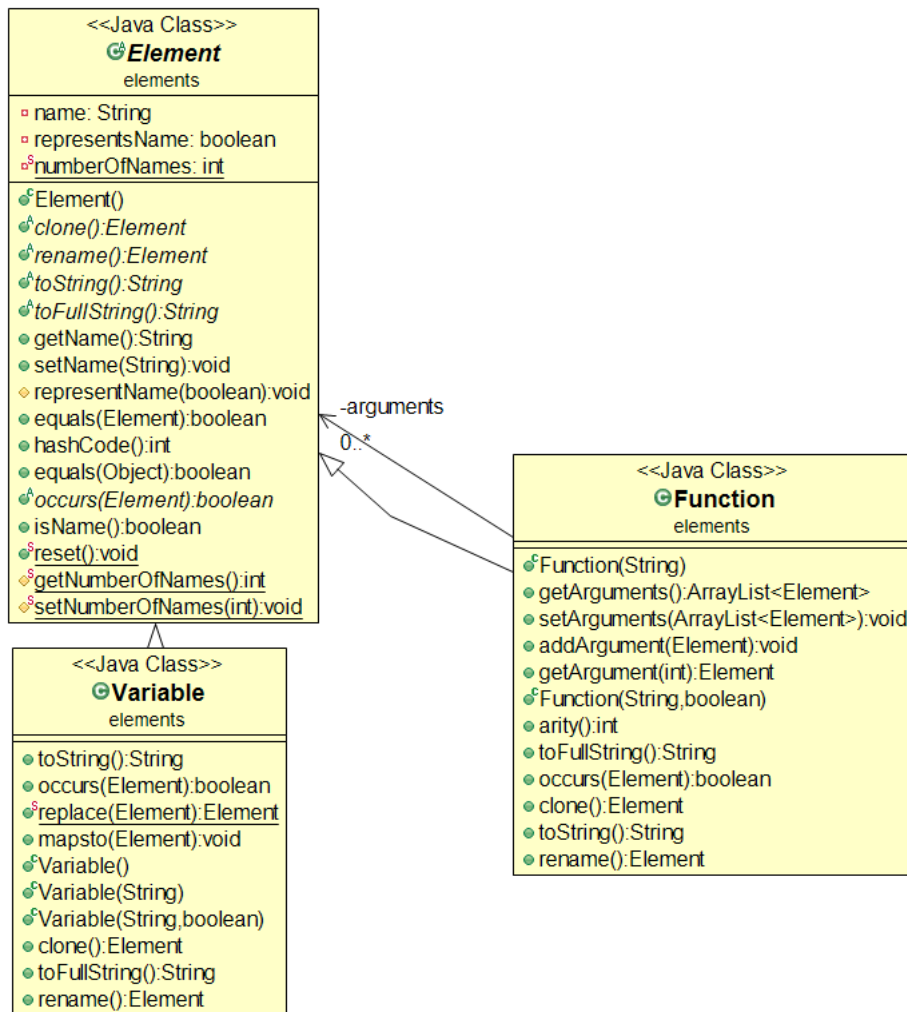 <<Java Class>>
Element
elements
name: String
representsName: boolean
numberOfNames: int
Element()
clone():Element
rename():Element
toString():String
toFullString():String
getName():String
setName(String):void
representName(boolean):void
equals(Element):boolean
hashCode():int
equals(Object):boolean
occurs(Element):boolean
isName():boolean
reset():void
getNumberOfNames():int
setNumberOfNames(int):void
-arguments
0..*
<<Java Class>>
Function
elements
Function(String)
getArguments():ArrayList<Element>
setArguments(ArrayList<Element>):void
addArgument(Element):void
getArgument(int):Element
Function(String,boolean)
arity():int
toFullString():String
occurs(Element):boolean
clone():Element
toString():String
rename():Element
<<Java Class>>
Variable
elements
toString():String
occurs(Element):boolean
replace(Element):Element
mapsto(Element):void
Variable()
Variable(String)
Variable(String,boolean)
clone():Element
toFullString():String
rename():Element